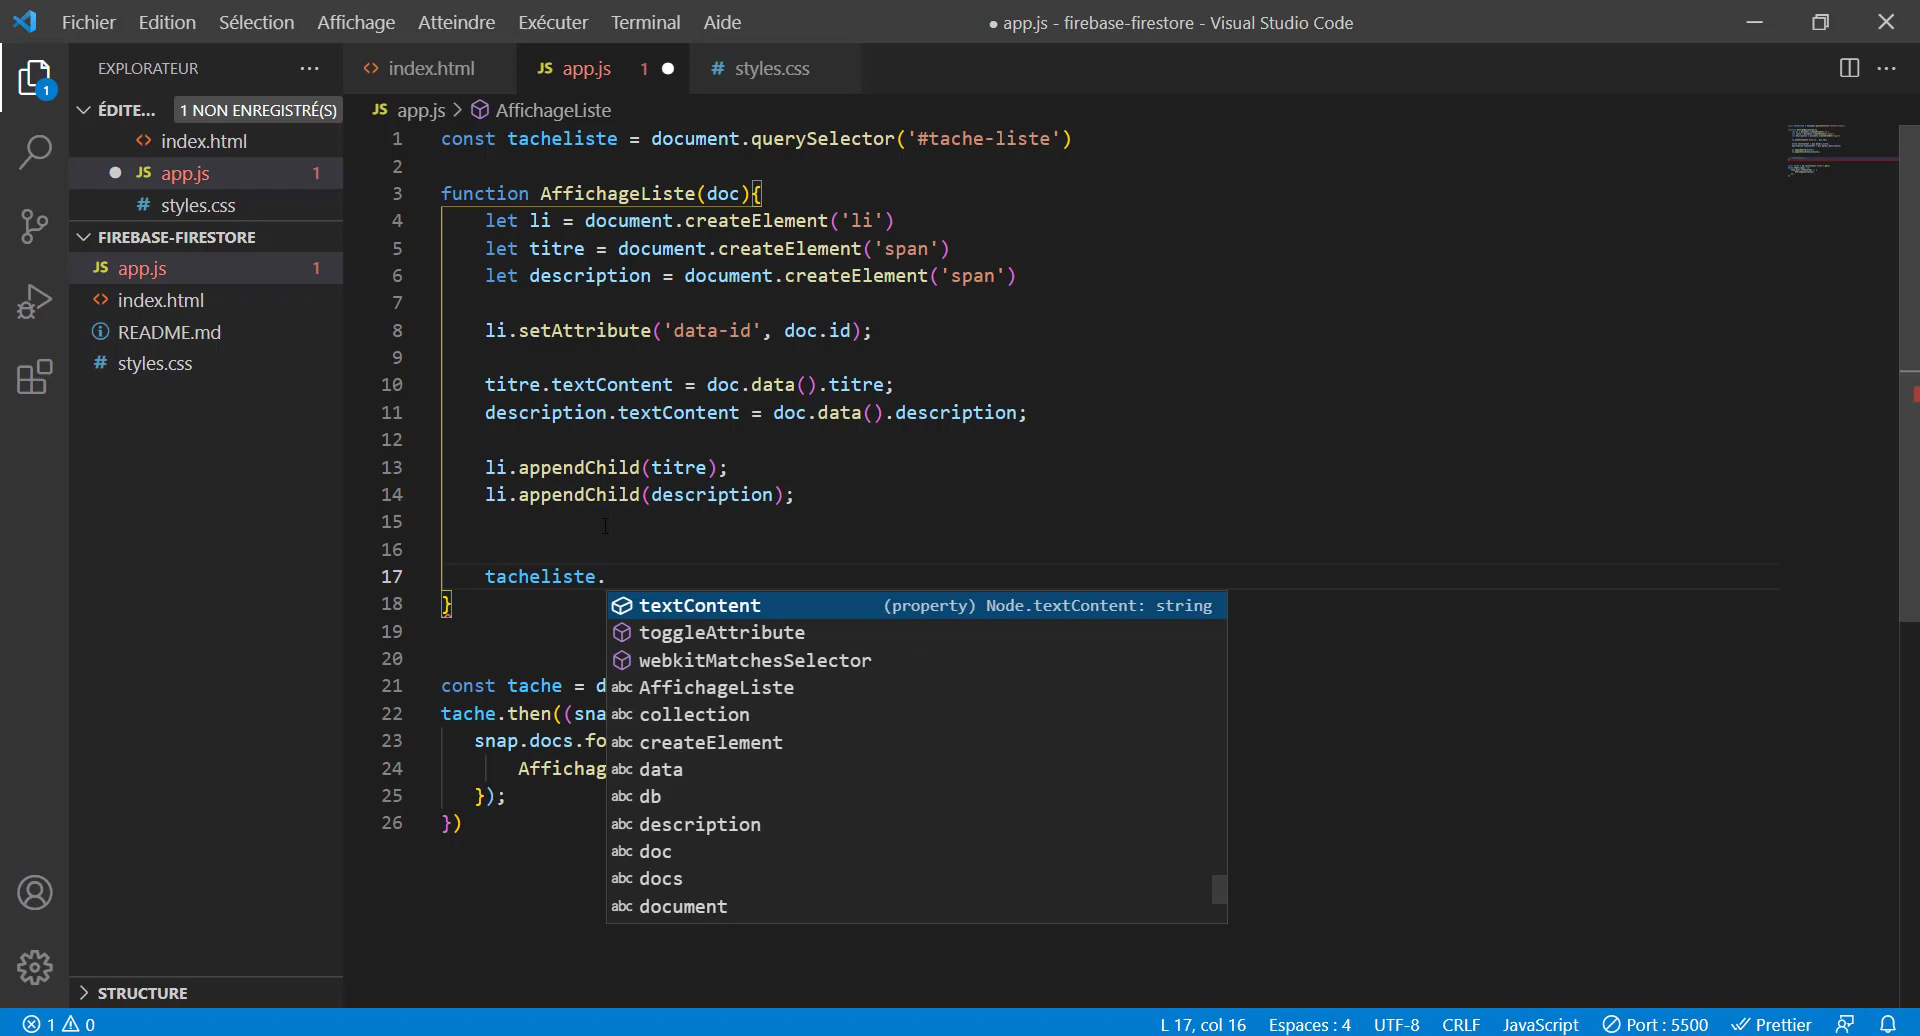 Fichier Edition Sélection Affichage Atteindre Exécuter Terminal Aide
● app.js - firebase-firestore - Visual Studio Code
EXPLORATEUR
index.html
app.js 1
styles.css
1
ÉDITE... 1 NON ENREGISTRÉ(S)
index.html
JS app.js 1
# styles.css
FIREBASE-FIRESTORE
JS app.js 1
index.html
README.md
# styles.css
STRUCTURE
JS app.js > AffichageListe
1 const tacheliste = document.querySelector('#tache-liste')
2
3 function AffichageListe(doc){
4 let li = document.createElement('li')
5 let titre = document.createElement('span')
6 let description = document.createElement('span')
7
8 li.setAttribute('data-id', doc.id);
9
10 titre.textContent = doc.data().titre;
11 description.textContent = doc.data().description;
12
13 li.appendChild(titre);
14 li.appendChild(description);
15
16
17 tacheliste.
18 }
19
20
21 const tache = d
22 tache.then((sna
23 snap.docs.fo
24 Affichag
25 });
26 })
textContent (property) Node.textContent: string
toggleAttribute
webkitMatchesSelector
abc AffichageListe
abc collection
abc createElement
abc data
abc db
abc description
abc doc
abc docs
abc document
1 0
L 17, col 16 Espaces : 4 UTF-8 CRLF JavaScript Port : 5500 Prettier